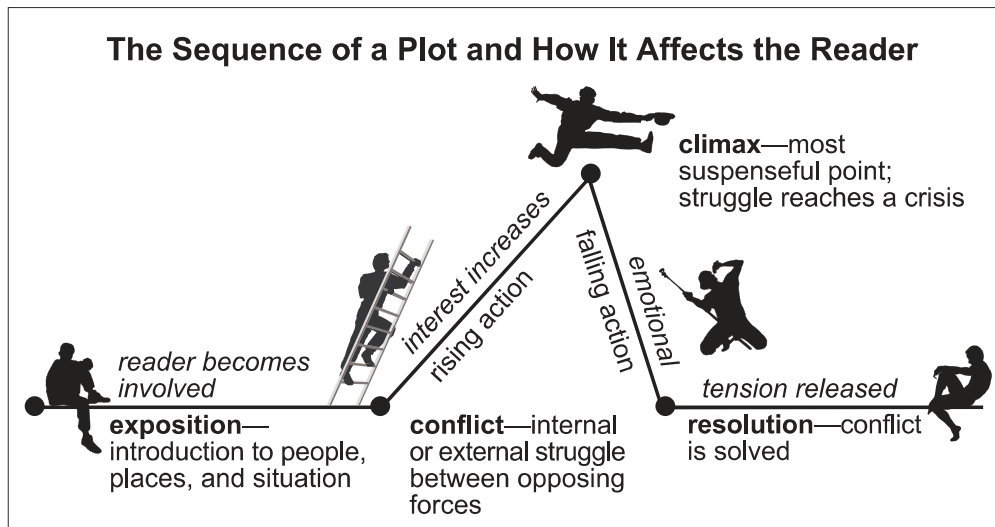 The Sequence of a Plot and How It Affects the Reader
climax—most
suspenseful point;
struggle reaches a crisis
interest increases
rising action
emotional
falling action
reader becomes
involved
exposition—
introduction to people,
places, and situation
conflict—internal
or external struggle
between opposing
forces
tension released
resolution—conflict
is solved